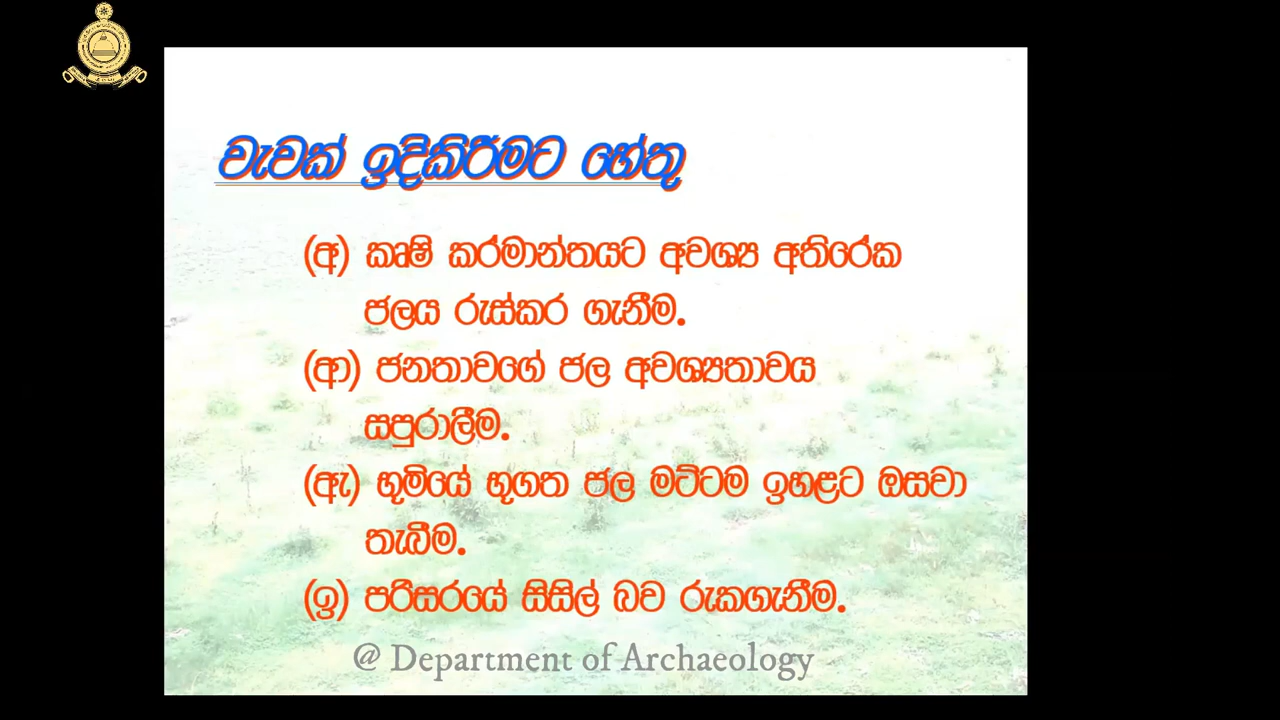 වැවක් ඉදිකිරීමට හේතු
(අ) කෘෂි කර්මාන්තයට අවශ්‍ය අතිරේක
ජලය රුස්කර ගැනීම.
(ආ) ජනතාවගේ ජල අවශ්‍යතාවය
සපුරාලීම.
(ඇ) භූමියේ භූගත ජල මට්ටම ඉහළට ඔසවා
තැබීම.
(ඉ) පරිසරයේ සිසිල් බව රුකගැනීම.
@ Department of Archaeology